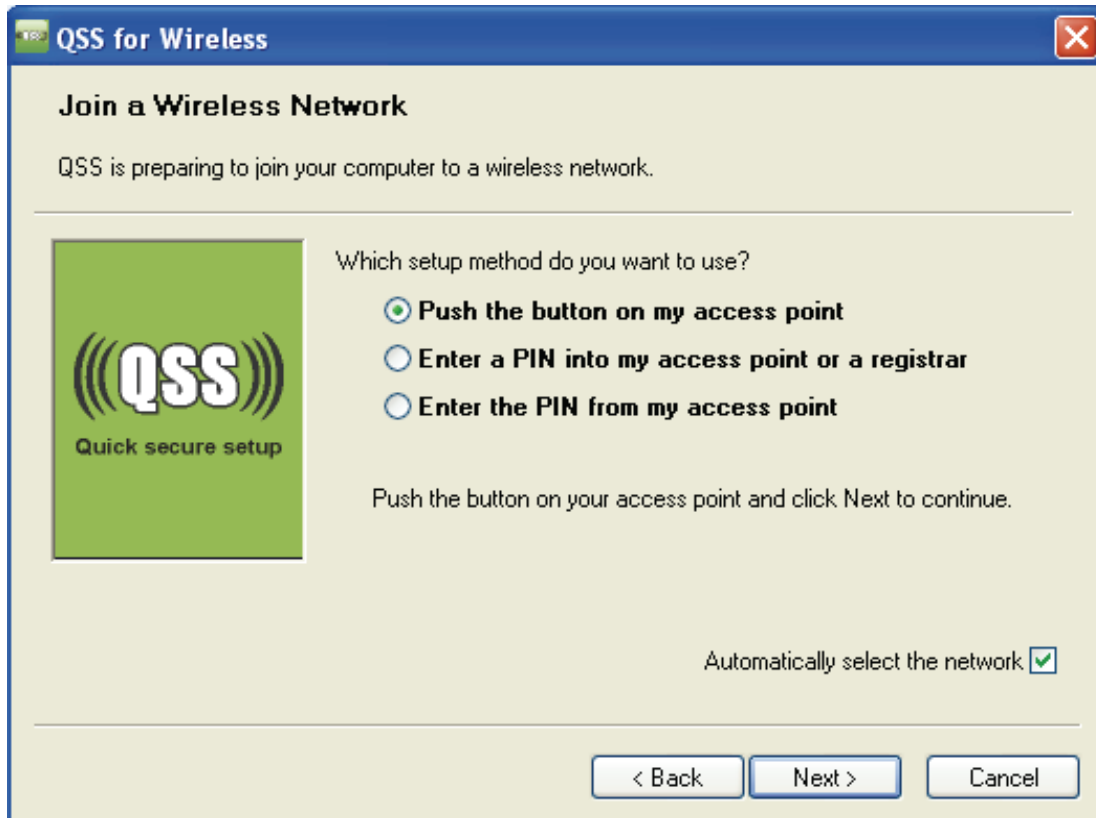 QSS for Wireless
Join a Wireless Network
QSS is preparing to join your computer to a wireless network.
Which setup method do you want to use?
Push the button on my access point
Enter a PIN into my access point or a registrar
Enter the PIN from my access point
(((QSS)))
Quick secure setup
Push the button on your access point and click Next to continue.
Automatically select the network
< Back
Next >
Cancel